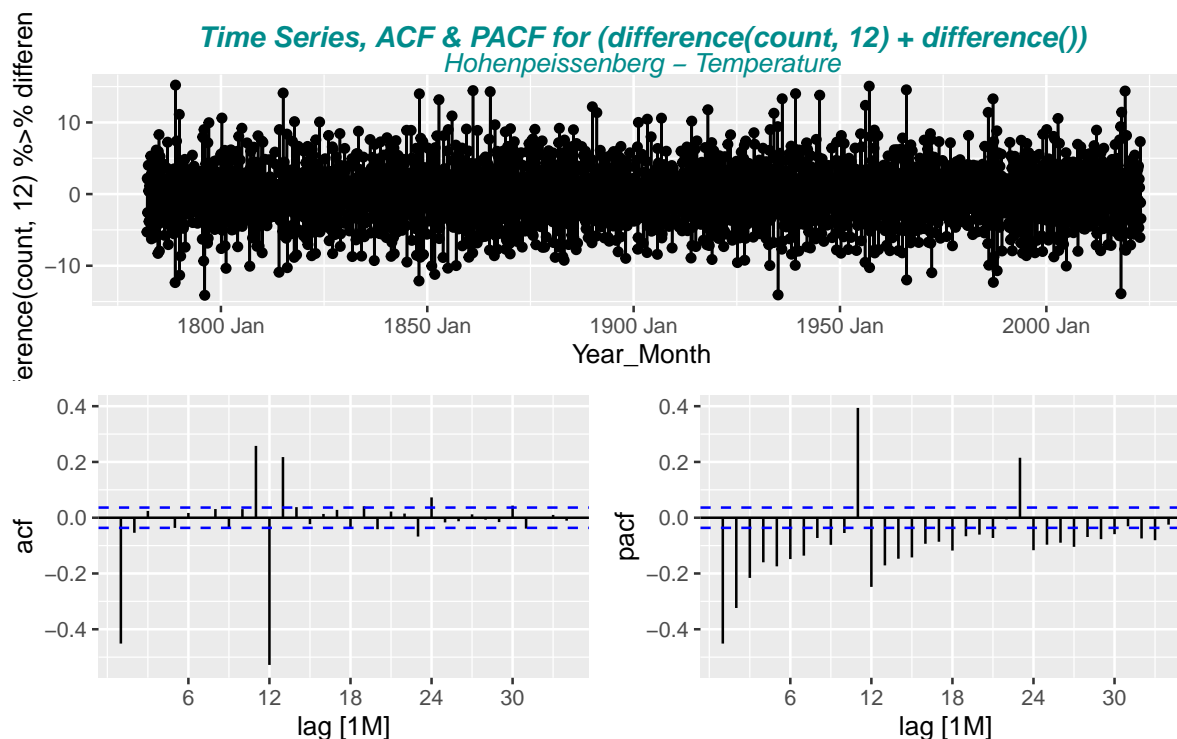 Time Series, ACF & PACF for (difference(count, 12) + difference())
Hohenpeissenberg − Temperature
ference(count, 12) %>% differen
10
0
−10
1800 Jan
1850 Jan
1900 Jan
1950 Jan
2000 Jan
Year_Month
acf
0.4
0.2
0.0
−0.2
−0.4
6
12
18
24
30
lag [1M]
pacf
0.4
0.2
0.0
−0.2
−0.4
6
12
18
24
30
lag [1M]